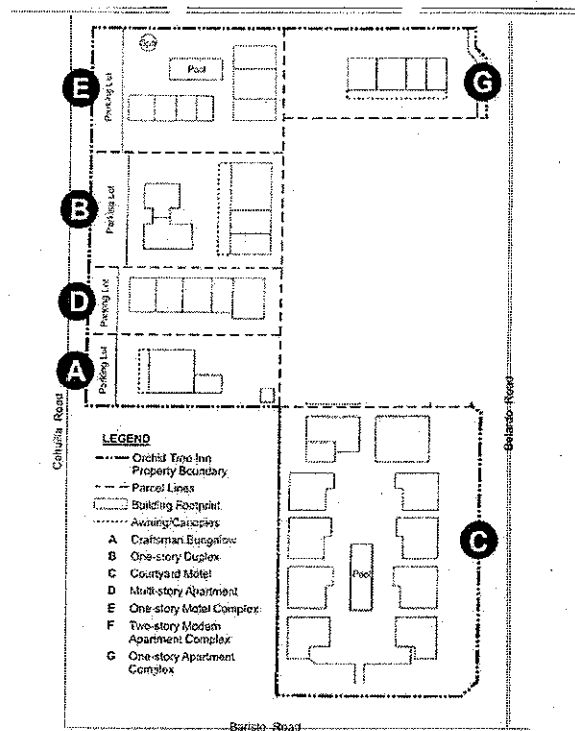 Spa
Pool
E
Parking Lot
G
B
Parking Lot
D
Parking Lot
A
Parking Lot
Cahuilla Road
Belardo Road
LEGEND
Orchid Tree Inn
Property Boundary
Parcel Lines
Building Footprint
Awning/Canopies
A Craftsman Bungalow
B One-story Duplex
C Courtyard Motel
D Multi-story Apartment
E One-story Motel Complex
F Two-story Modern
Apartment Complex
G One-story Apartment
Complex
C
Pool
Baristo Road